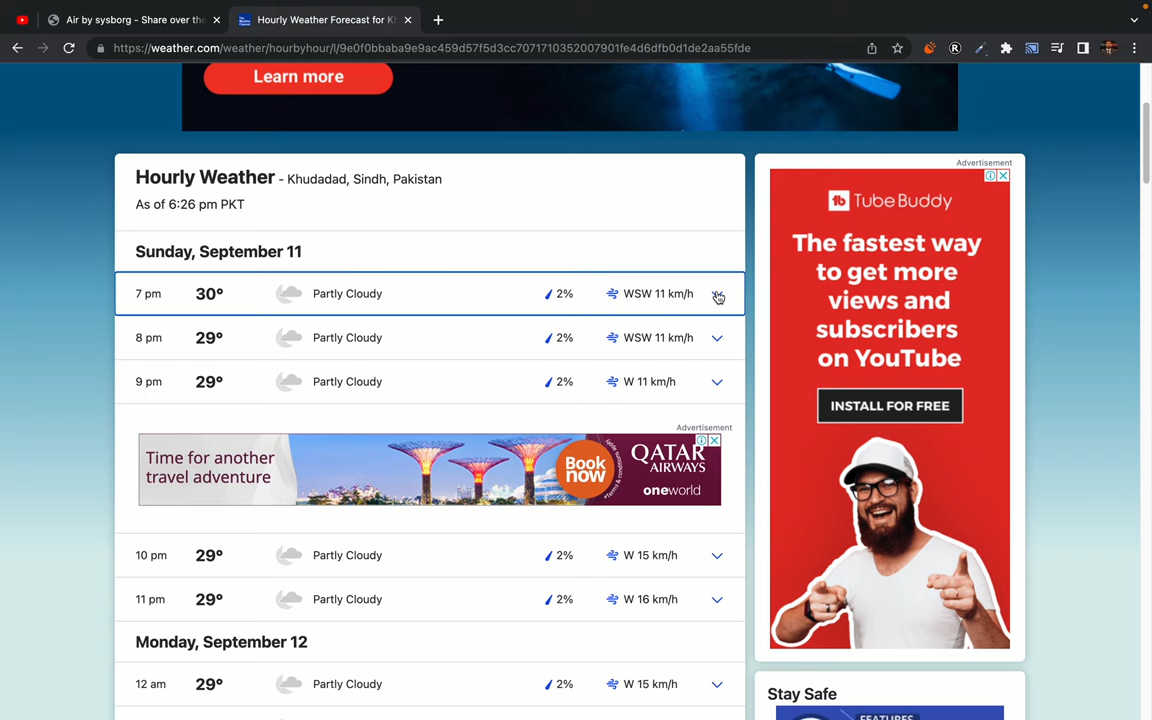 Air by sysborg - Share over the
Hourly Weather Forecast for Kh
https://weather.com/weather/hourbyhour/l/9e0f0bbaba9e9ac459d57f5d3cc7071710352007901fe4d6dfb0d1de2aa55fde
Learn more
Hourly Weather - Khudadad, Sindh, Pakistan
As of 6:26 pm PKT
Sunday, September 11
7 pm 30° Partly Cloudy 2% WSW 11 km/h
8 pm 29° Partly Cloudy 2% WSW 11 km/h
9 pm 29° Partly Cloudy 2% W 11 km/h
Advertisement
Time for another
travel adventure
Book
now
QATAR
AIRWAYS
oneworld
10 pm 29° Partly Cloudy 2% W 15 km/h
11 pm 29° Partly Cloudy 2% W 16 km/h
Monday, September 12
12 am 29° Partly Cloudy 2% W 15 km/h
Advertisement
tb TubeBuddy
The fastest way
to get more
views and
subscribers
on YouTube
INSTALL FOR FREE
Stay Safe
FEATURES